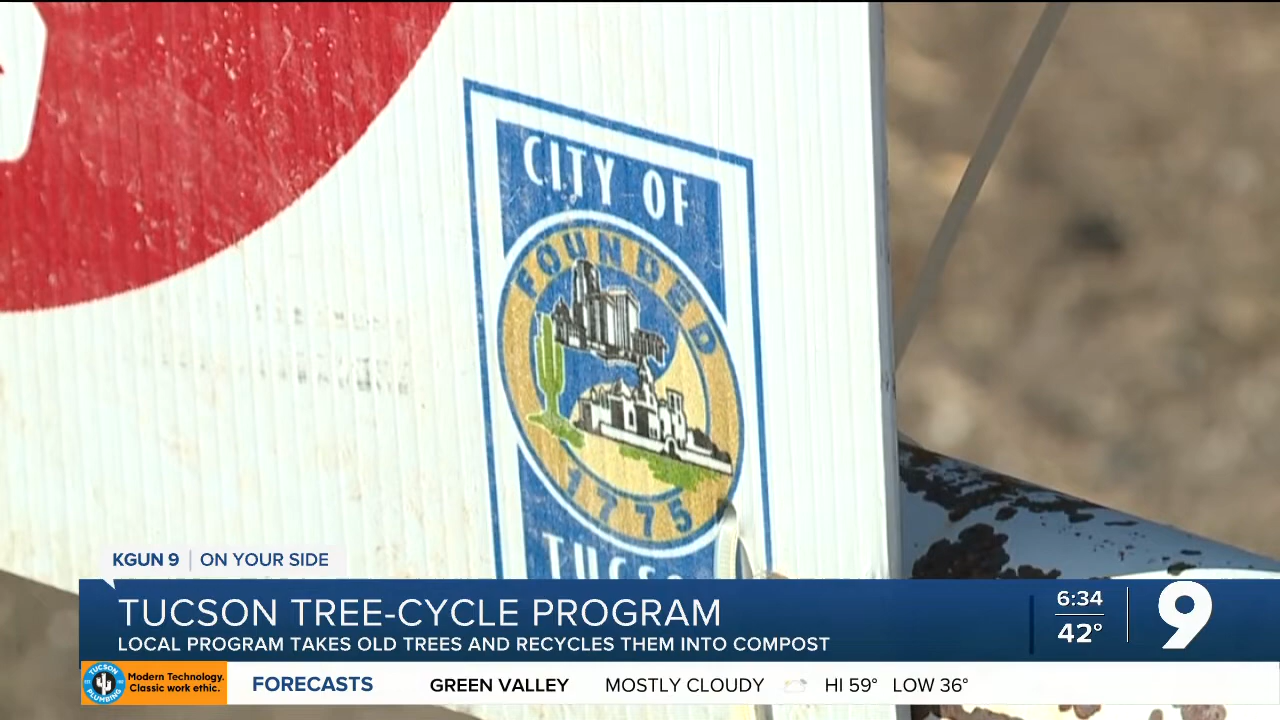 CITY OF
FOUNDED
1775
KGUN 9 | ON YOUR SIDE
TUCSON TREE-CYCLE PROGRAM
LOCAL PROGRAM TAKES OLD TREES AND RECYCLES THEM INTO COMPOST
6:34
42°
9
TUCSON PLUMBING
Modern Technology.
Classic work ethic.
FORECASTS GREEN VALLEY MOSTLY CLOUDY HI 59° LOW 36°